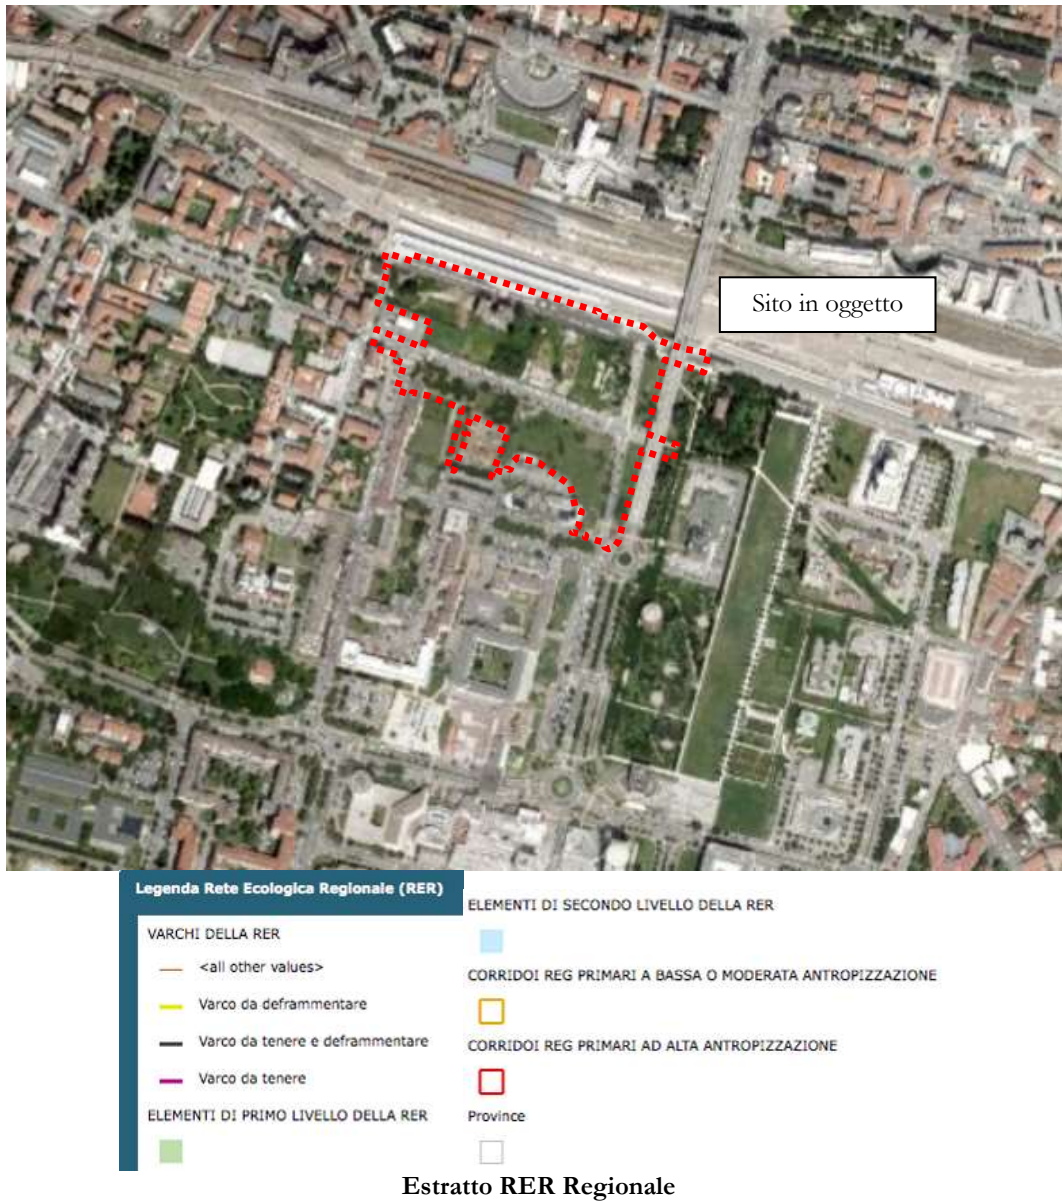 Sito in oggetto
Legenda Rete Ecologica Regionale (RER)
VARCHI DELLA RER
<all other values>
Varco da deframmentare
Varco da tenere e deframmentare
Varco da tenere
ELEMENTI DI PRIMO LIVELLO DELLA RER
ELEMENTI DI SECONDO LIVELLO DELLA RER
CORRIDOI REG PRIMARI A BASSA O MODERATA ANTROPIZZAZIONE
CORRIDOI REG PRIMARI AD ALTA ANTROPIZZAZIONE
Province
Estratto RER Regionale